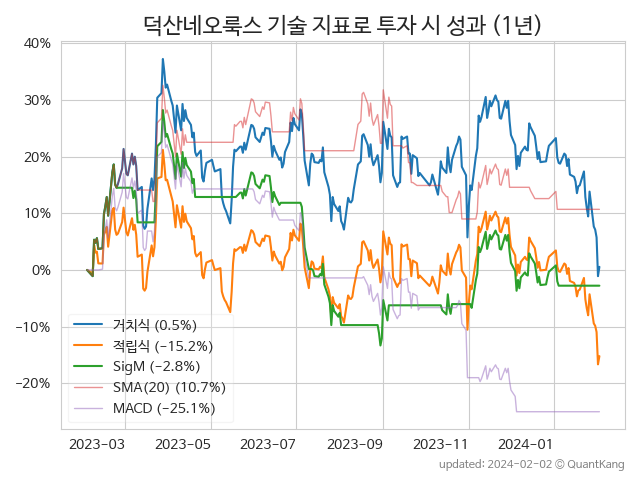 덕산네오룩스 기술 지표로 투자 시 성과 (1년)
40%
30%
20%
10%
0%
−10%
−20%
거치식 (0.5%)
적립식 (−15.2%)
SigM (−2.8%)
SMA(20) (10.7%)
MACD (−25.1%)
2023−03
2023−05
2023−07
2023−09
2023−11
2024−01
updated: 2024−02−02 © QuantKang